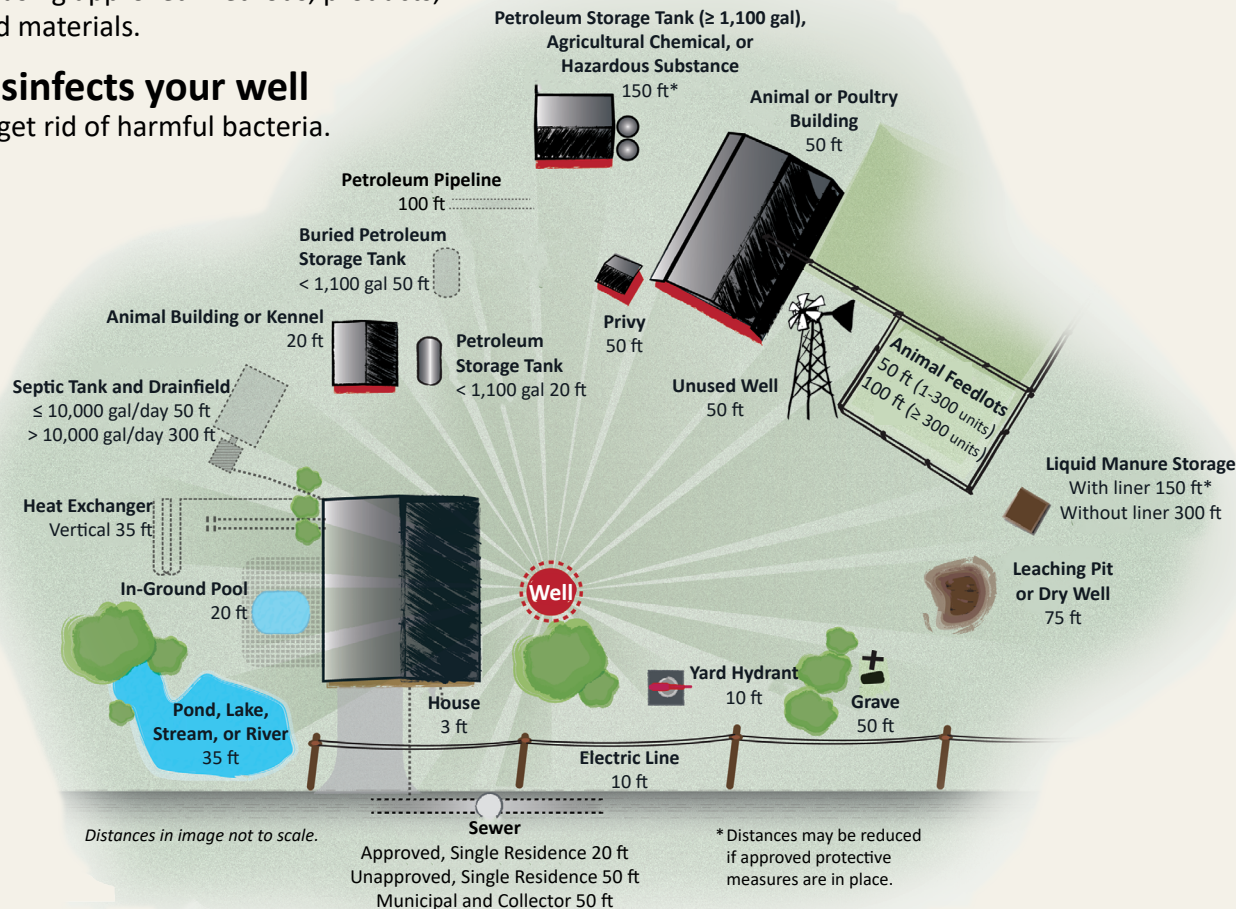 d materials.
sinfects your well
get rid of harmful bacteria.
Petroleum Storage Tank (≥ 1,100 gal),
Agricultural Chemical, or
Hazardous Substance
150 ft*
Animal or Poultry
Building
50 ft
Petroleum Pipeline
100 ft
Buried Petroleum
Storage Tank
< 1,100 gal 50 ft
Animal Building or Kennel
20 ft
Petroleum
Storage Tank
< 1,100 gal 20 ft
Privy
50 ft
Unused Well
50 ft
Animal Feedlots
50 ft (1-300 units)
100 ft (≥ 300 units)
Septic Tank and Drainfield
≤ 10,000 gal/day 50 ft
> 10,000 gal/day 300 ft
Liquid Manure Storage
With liner 150 ft*
Without liner 300 ft
Heat Exchanger
Vertical 35 ft
In-Ground Pool
20 ft
Well
Leaching Pit
or Dry Well
75 ft
Pond, Lake,
Stream, or River
35 ft
House
3 ft
Yard Hydrant
10 ft
Grave
50 ft
Electric Line
10 ft
Distances in image not to scale.
Sewer
Approved, Single Residence 20 ft
Unapproved, Single Residence 50 ft
Municipal and Collector 50 ft
* Distances may be reduced
if approved protective
measures are in place.